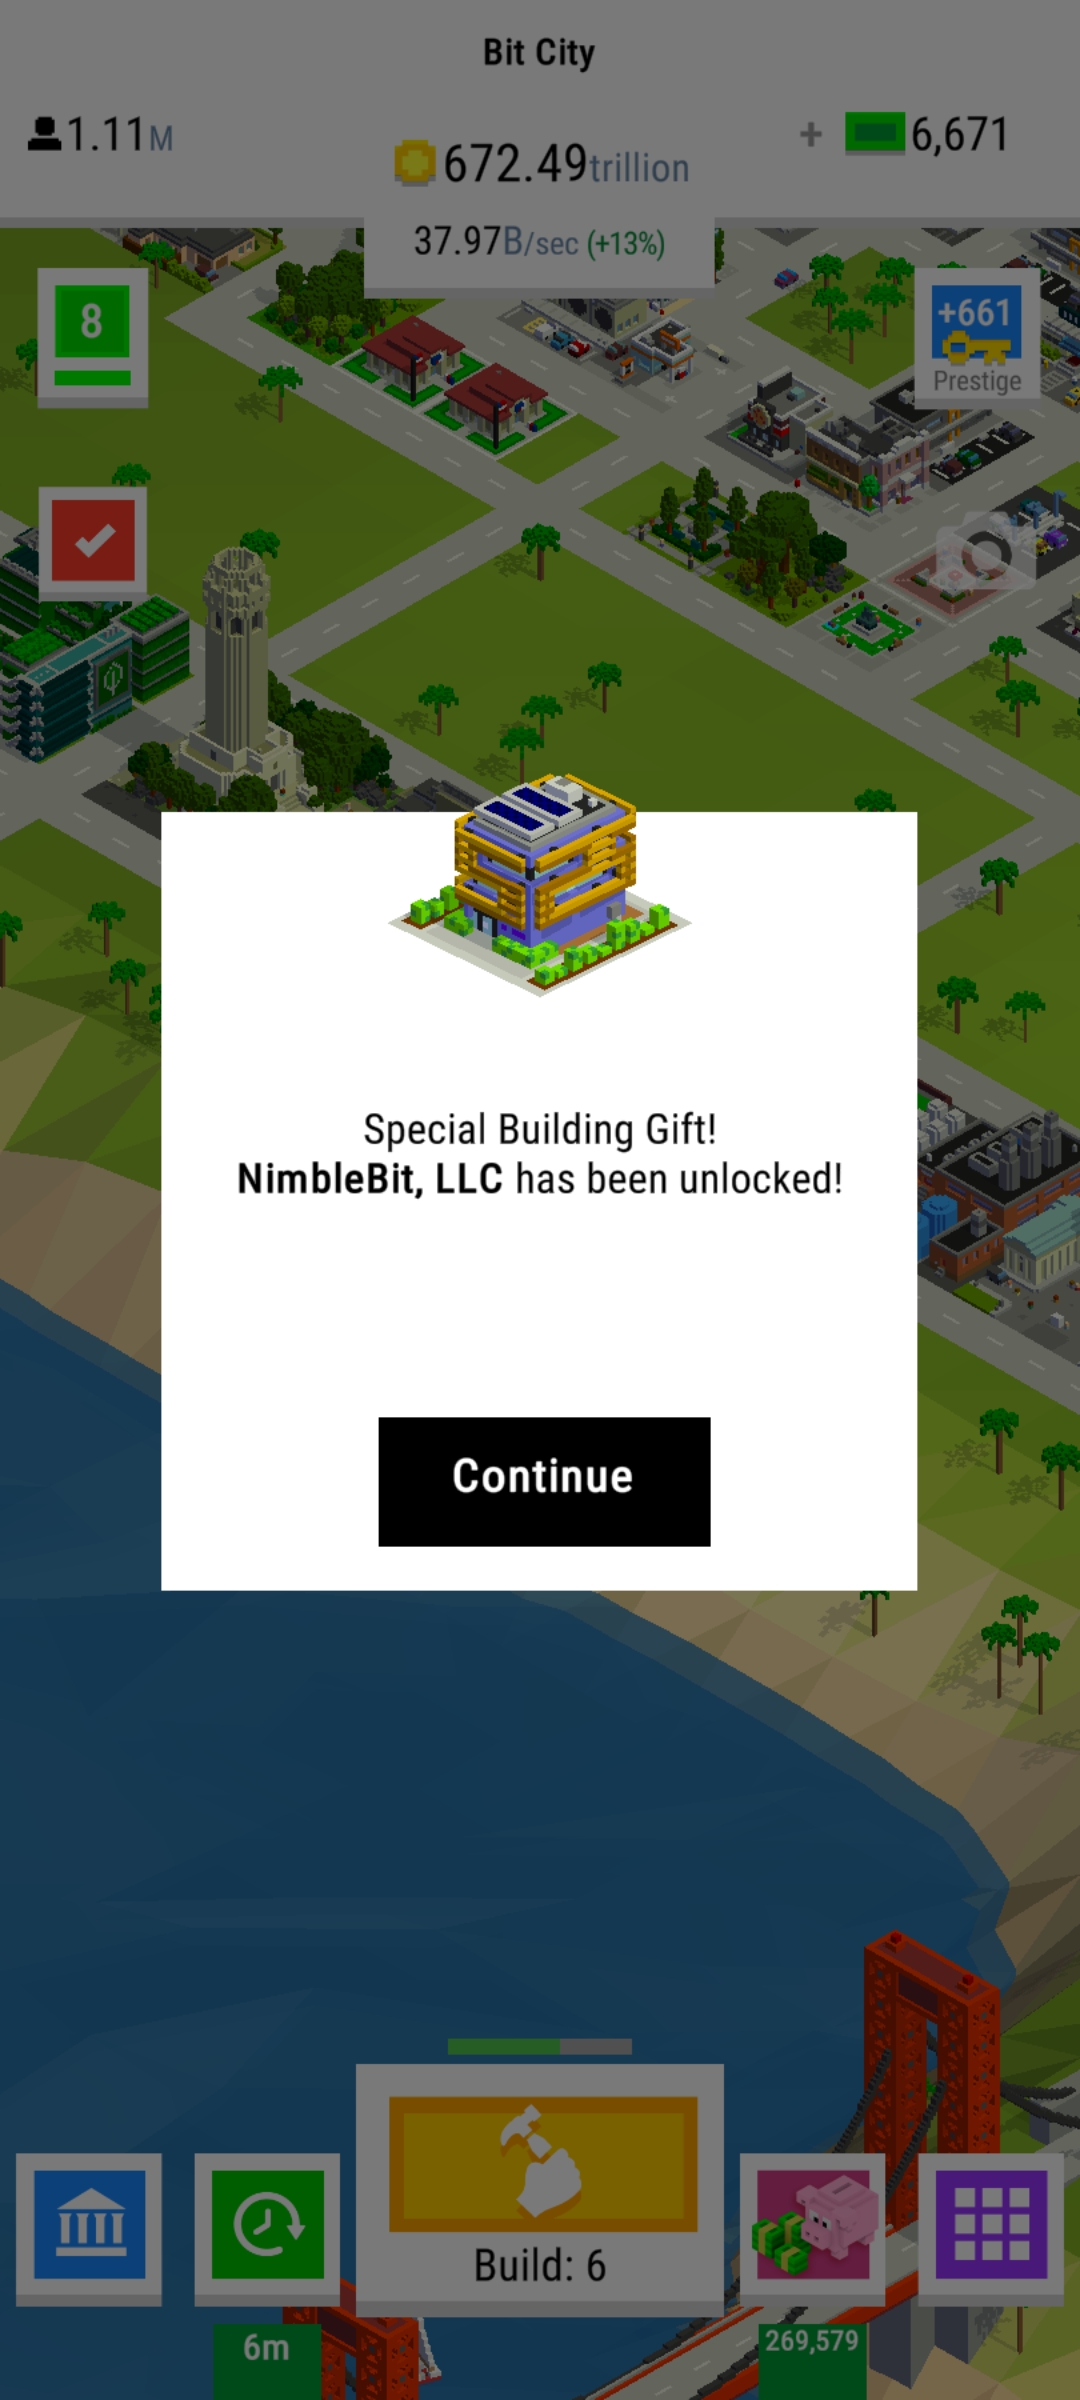 Bit City
1.11M
672.49trillion
+ 6,671
37.97B/sec (+13%)
8
+661
Prestige
Special Building Gift!
NimbleBit, LLC has been unlocked!
Continue
Build: 6
6m
269,579